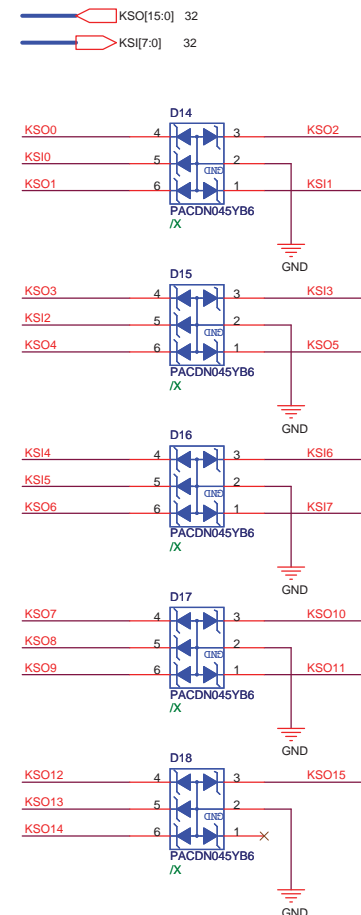 KSO[15:0] 32
KSI[7:0] 32
D14
KSO0 4 3 KSO2
KSI0 5 2
GND
KSO1 6 1 KSI1
PACDN045YB6
/X
GND
D15
KSO3 4 3 KSI3
KSI2 5 2
GND
KSO4 6 1 KSO5
PACDN045YB6
/X
GND
D16
KSI4 4 3 KSI6
KSI5 5 2
GND
KSO6 6 1 KSI7
PACDN045YB6
/X
GND
D17
KSO7 4 3 KSO10
KSO8 5 2
GND
KSO9 6 1 KSO11
PACDN045YB6
/X
GND
D18
KSO12 4 3 KSO15
KSO13 5 2
GND
KSO14 6 1
PACDN045YB6
/X
GND